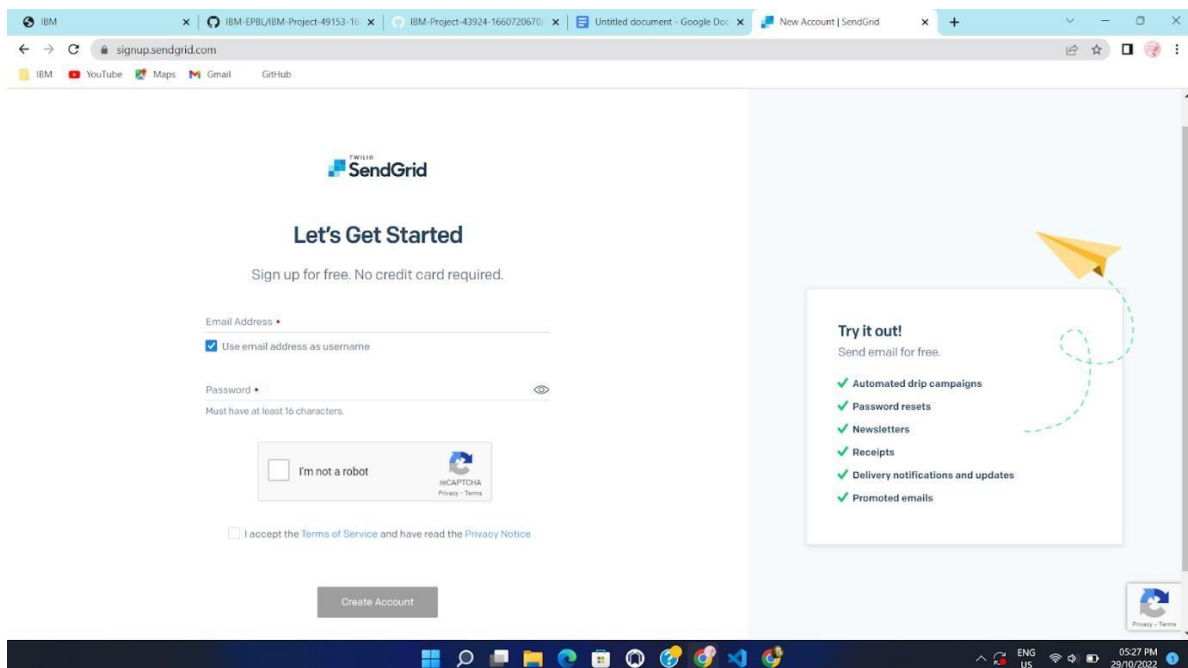 IBM
IBM-EPBL/IBM-Project-49153-16
IBM-Project-43924-1660720670/
Untitled document - Google Doc
New Account | SendGrid
signup.sendgrid.com
IBM
YouTube
Maps
Gmail
GitHub
TWILIO
SendGrid
Let's Get Started
Sign up for free. No credit card required.
Email Address •
Use email address as username
Password •
Must have at least 16 characters.
I'm not a robot
reCAPTCHA
Privacy - Terms
I accept the Terms of Service and have read the Privacy Notice
Create Account
Try it out!
Send email for free.
Automated drip campaigns
Password resets
Newsletters
Receipts
Delivery notifications and updates
Promoted emails
Privacy - Terms
ENG
US
05:27 PM
29/10/2022
1